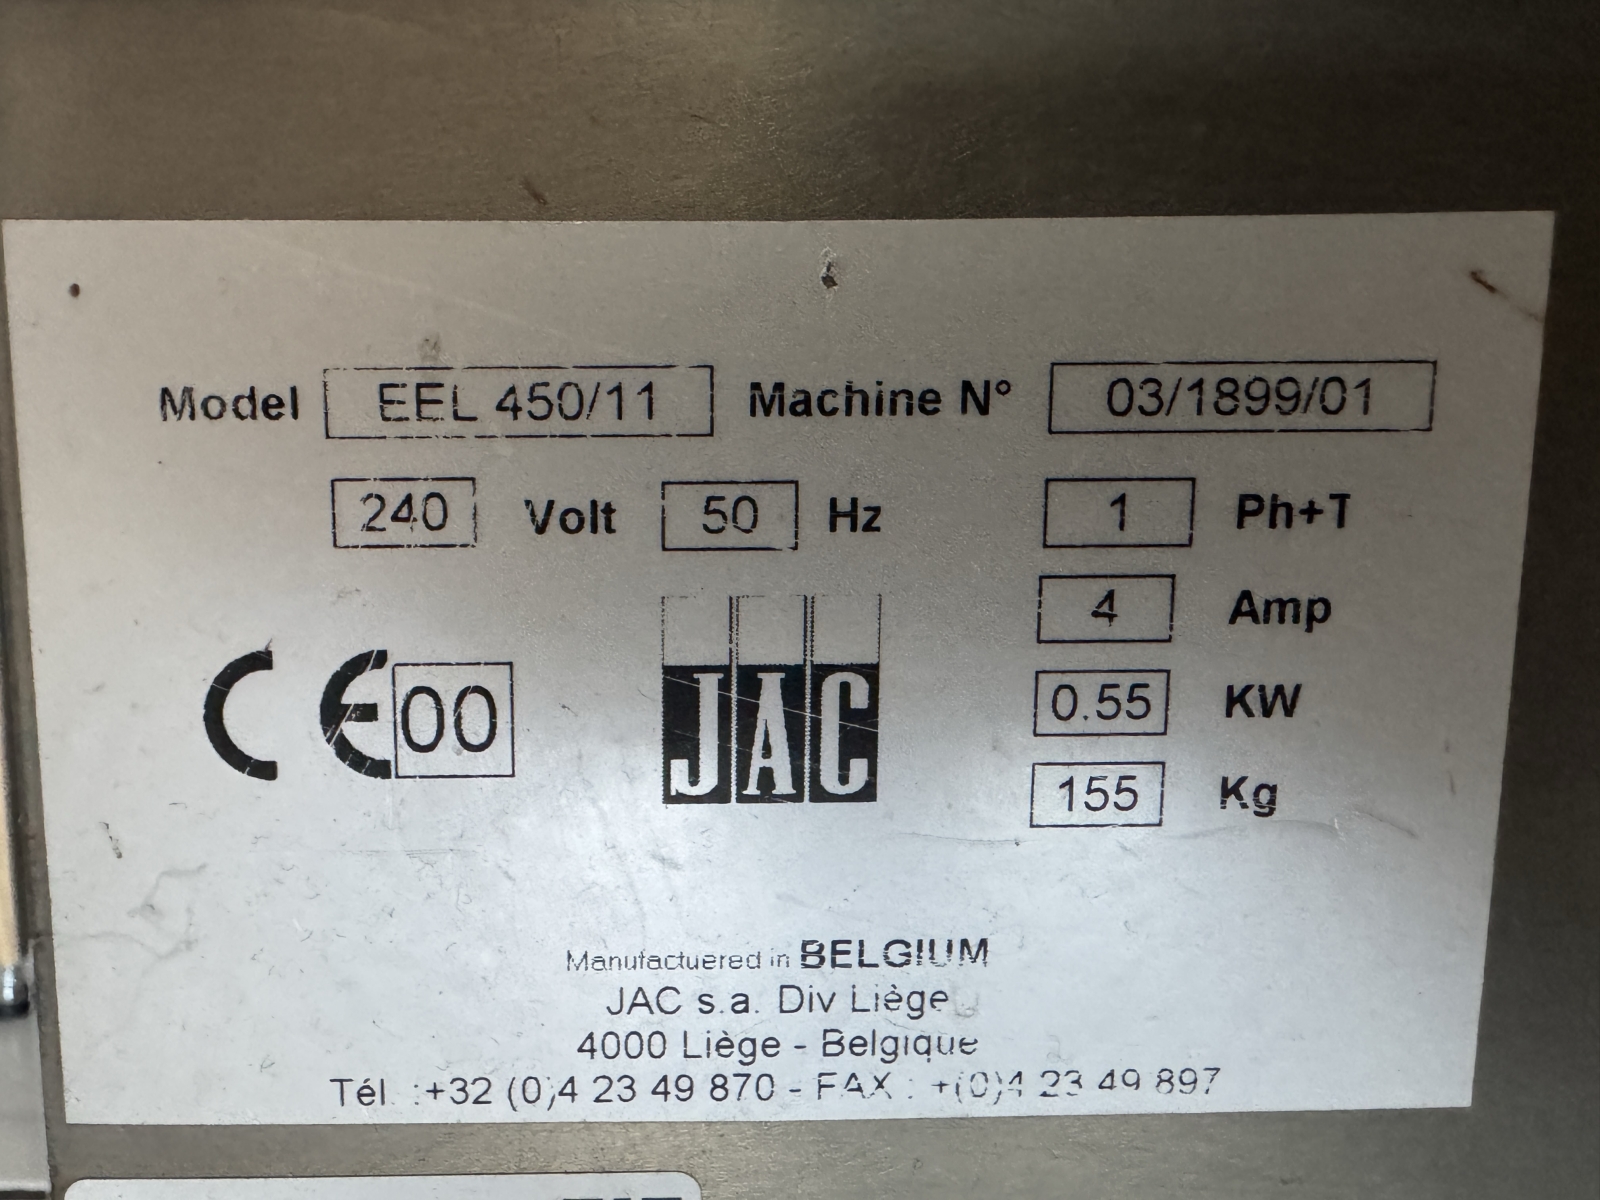 Model EEL 450/11 Machine N° 03/1899/01
240 Volt 50 Hz 1 Ph+T
4 Amp
CE 00 JAC 0.55 KW
155 Kg
Manufactuered in BELGIUM
JAC s.a. Div Liège
4000 Liège - Belgique
Tél. :+32 (0)4 23 49 870 - FAX : +(0)4 23 49 897